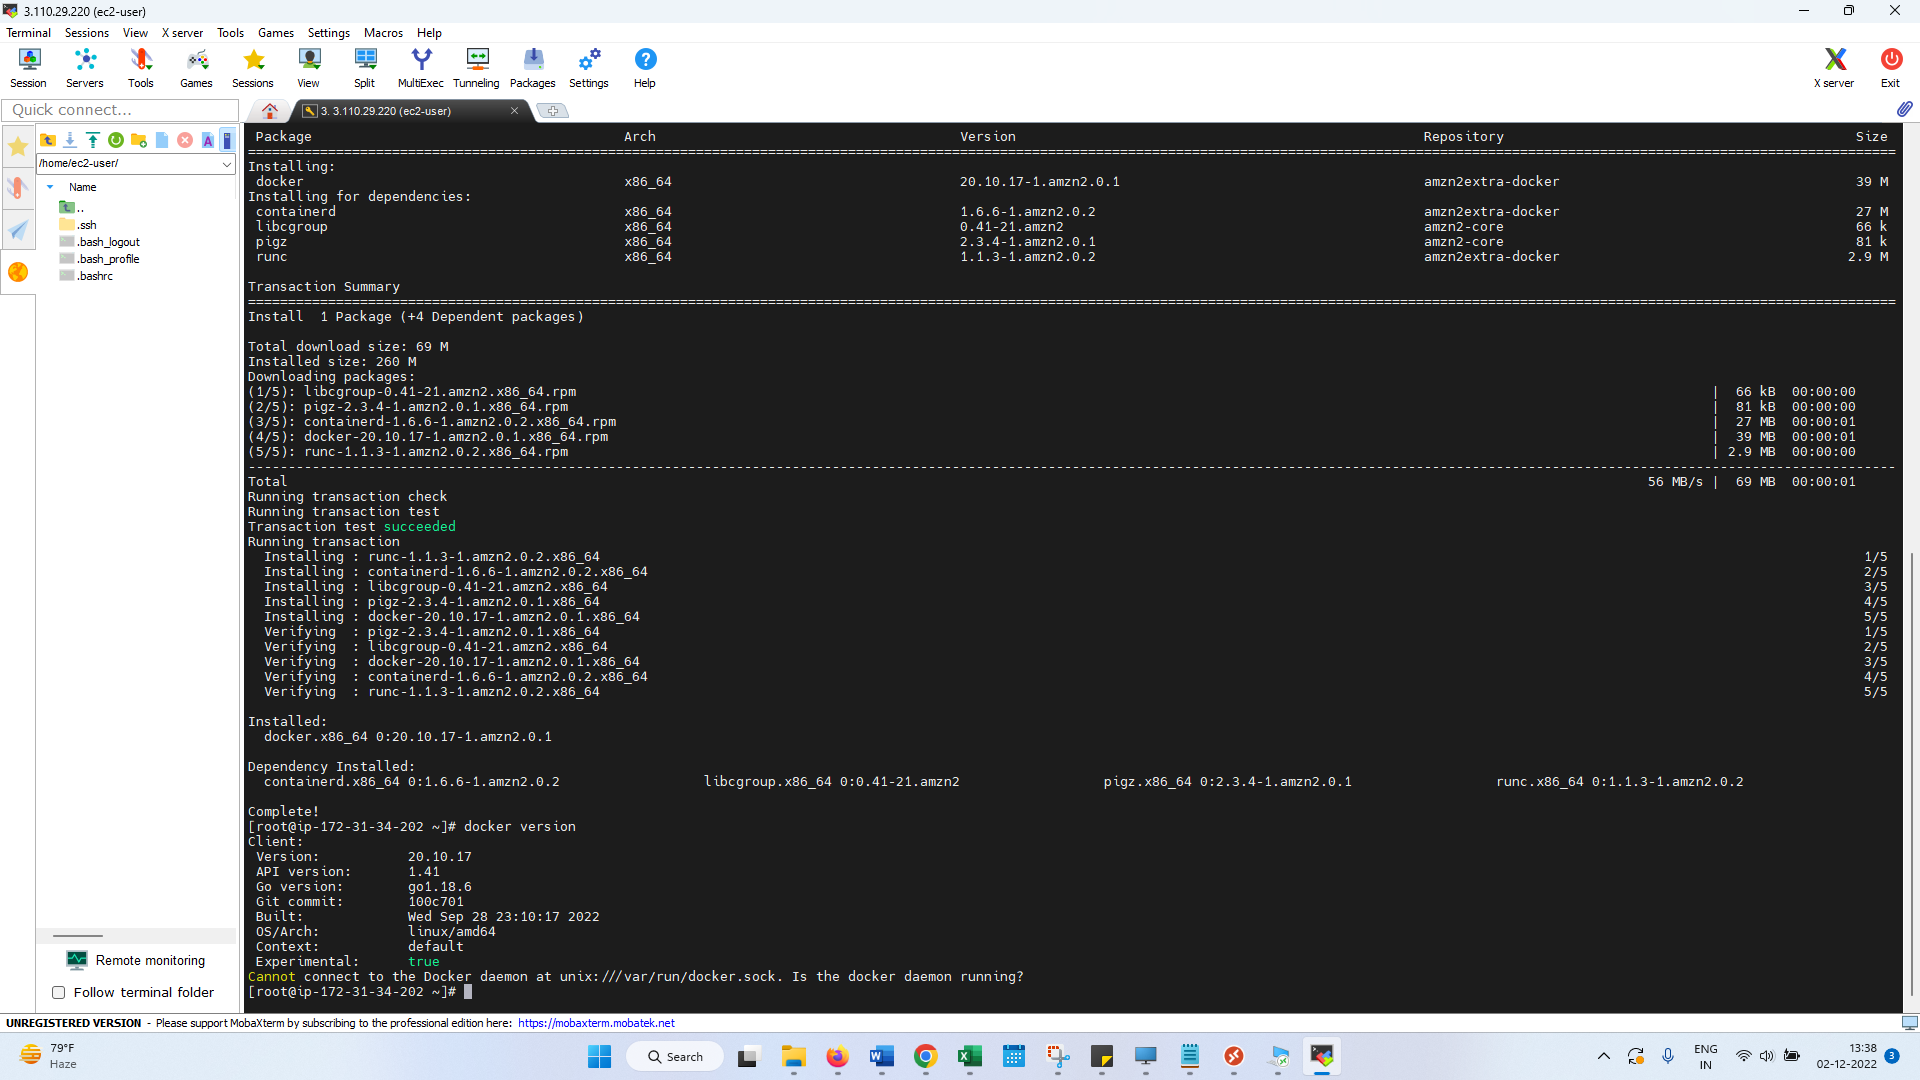 3.110.29.220 (ec2-user)
Terminal Sessions View X server Tools Games Settings Macros Help
Session Servers Tools Games Sessions View Split MultiExec Tunneling Packages Settings Help X server Exit
Quick connect...
3. 3.110.29.220 (ec2-user)
/home/ec2-user/
Name
..
.ssh
.bash_logout
.bash_profile
.bashrc
Remote monitoring
Follow terminal folder
Package Arch Version Repository Size
Installing:
docker x86_64 20.10.17-1.amzn2.0.1 amzn2extra-docker 39 M
Installing for dependencies:
containerd x86_64 1.6.6-1.amzn2.0.2 amzn2extra-docker 27 M
libcgroup x86_64 0.41-21.amzn2 amzn2-core 66 k
pigz x86_64 2.3.4-1.amzn2.0.1 amzn2-core 81 k
runc x86_64 1.1.3-1.amzn2.0.2 amzn2extra-docker 2.9 M
Transaction Summary
Install 1 Package (+4 Dependent packages)
Total download size: 69 M
Installed size: 260 M
Downloading packages:
(1/5): libcgroup-0.41-21.amzn2.x86_64.rpm | 66 kB 00:00:00
(2/5): pigz-2.3.4-1.amzn2.0.1.x86_64.rpm | 81 kB 00:00:00
(3/5): containerd-1.6.6-1.amzn2.0.2.x86_64.rpm | 27 MB 00:00:01
(4/5): docker-20.10.17-1.amzn2.0.1.x86_64.rpm | 39 MB 00:00:01
(5/5): runc-1.1.3-1.amzn2.0.2.x86_64.rpm | 2.9 MB 00:00:00
Total 56 MB/s | 69 MB 00:00:01
Running transaction check
Running transaction test
Transaction test succeeded
Running transaction
Installing : runc-1.1.3-1.amzn2.0.2.x86_64 1/5
Installing : containerd-1.6.6-1.amzn2.0.2.x86_64 2/5
Installing : libcgroup-0.41-21.amzn2.x86_64 3/5
Installing : pigz-2.3.4-1.amzn2.0.1.x86_64 4/5
Installing : docker-20.10.17-1.amzn2.0.1.x86_64 5/5
Verifying : pigz-2.3.4-1.amzn2.0.1.x86_64 1/5
Verifying : libcgroup-0.41-21.amzn2.x86_64 2/5
Verifying : docker-20.10.17-1.amzn2.0.1.x86_64 3/5
Verifying : containerd-1.6.6-1.amzn2.0.2.x86_64 4/5
Verifying : runc-1.1.3-1.amzn2.0.2.x86_64 5/5
Installed:
docker.x86_64 0:20.10.17-1.amzn2.0.1
Dependency Installed:
containerd.x86_64 0:1.6.6-1.amzn2.0.2 libcgroup.x86_64 0:0.41-21.amzn2 pigz.x86_64 0:2.3.4-1.amzn2.0.1 runc.x86_64 0:1.1.3-1.amzn2.0.2
Complete!
[root@ip-172-31-34-202 ~]# docker version
Client:
Version: 20.10.17
API version: 1.41
Go version: go1.18.6
Git commit: 100c701
Built: Wed Sep 28 23:10:17 2022
OS/Arch: linux/amd64
Context: default
Experimental: true
Cannot connect to the Docker daemon at unix:///var/run/docker.sock. Is the docker daemon running?
[root@ip-172-31-34-202 ~]#
UNREGISTERED VERSION - Please support MobaXterm by subscribing to the professional edition here: https://mobaxterm.mobatek.net
79°F
Haze
Search
ENG
IN
13:38
02-12-2022
3